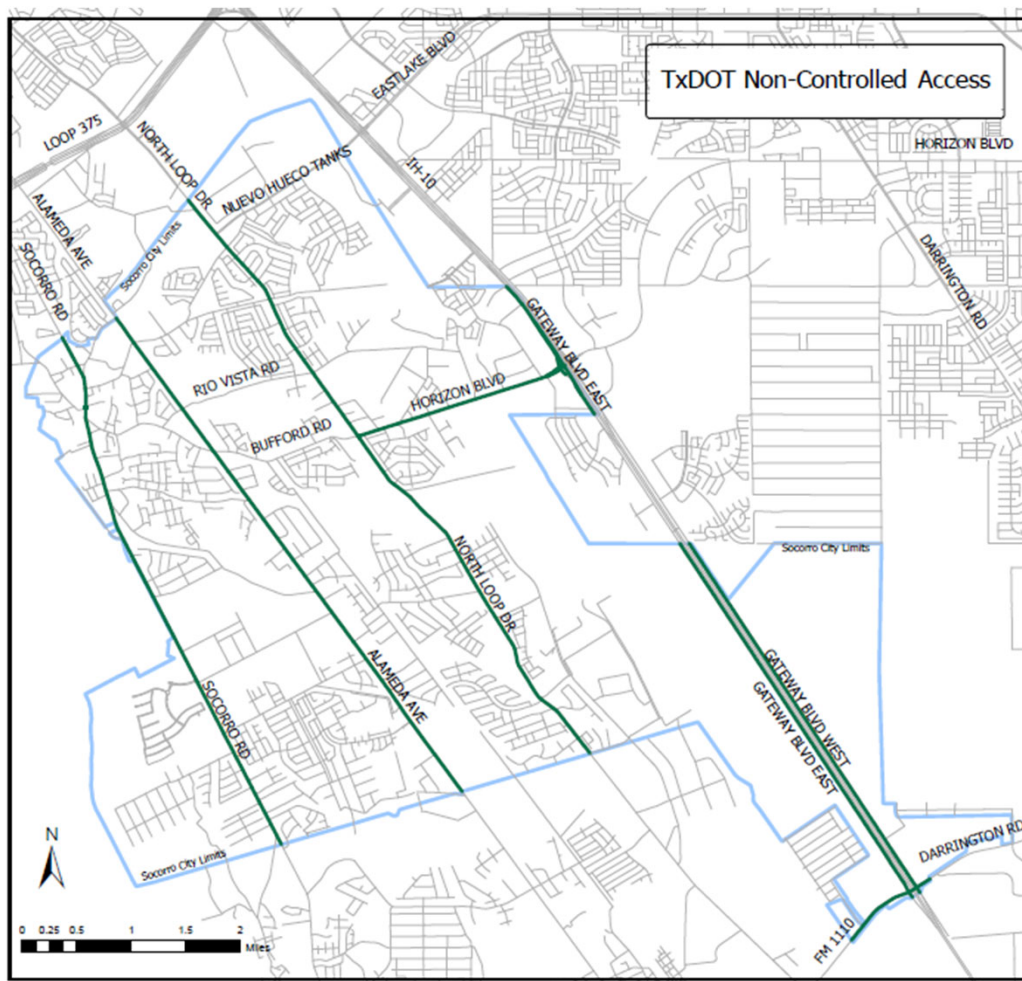 TxDOT Non-Controlled Access
EASTLAKE BLVD
LOOP 375
NORTH LOOP DR
HORIZON BLVD
NUEVO HUECO TANKS
IH-10
ALAMEDA AVE
Socorro City Limits
SOCORRO RD
DARRINGTON RD
GATEWAY BLVD EAST
RIO VISTA RD
HORIZON BLVD
BUFFORD RD
NORTH LOOP DR
Socorro City Limits
ALAMEDA AVE
GATEWAY BLVD WEST
GATEWAY BLVD EAST
SOCORRO RD
N
Socorro City Limits
DARRINGTON RD
FM 1110
0 0.25 0.5 1 1.5 2
Miles